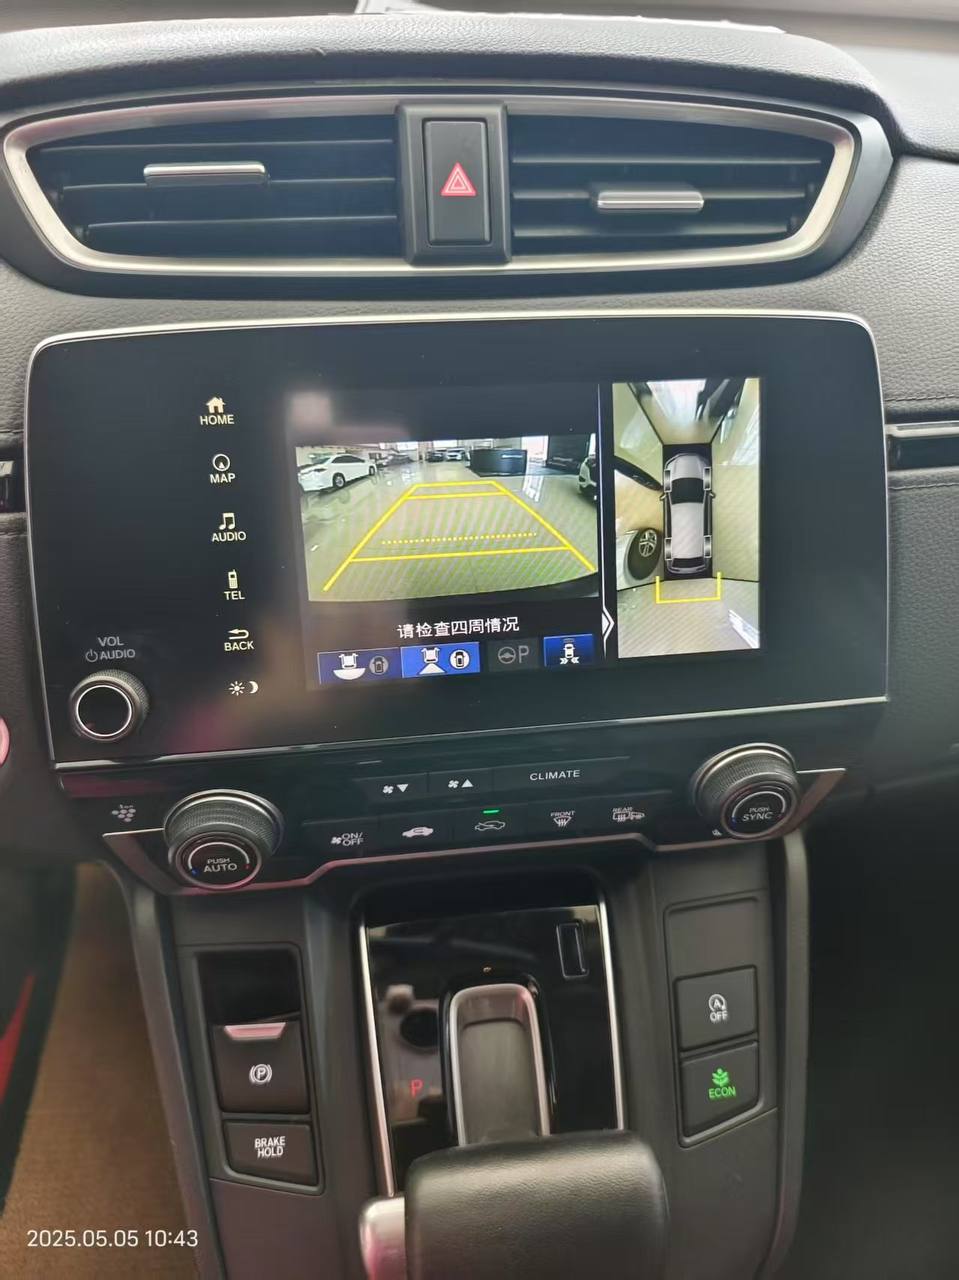 HOME
MAP
AUDIO
TEL
BACK
VOL
AUDIO
请检查四周情况
P
CLIMATE
ON/
OFF
FRONT
REAR
PUSH
AUTO
PUSH
SYNC
A
OFF
P
P
ECON
BRAKE
HOLD
2025.05.05 10:43